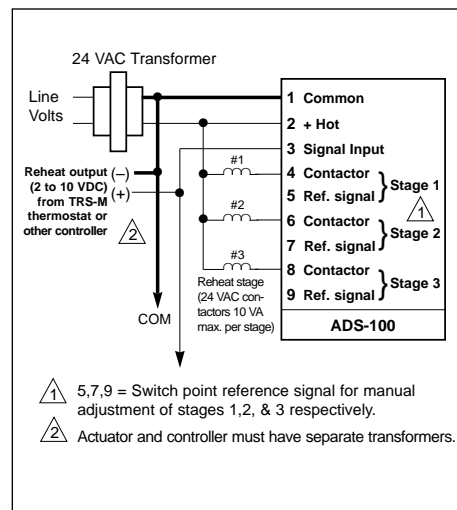 24 VAC Transformer
Line
Volts
1 Common
2 + Hot
3 Signal Input
4 Contactor
5 Ref. signal
Stage 1
6 Contactor
7 Ref. signal
Stage 2
8 Contactor
9 Ref. signal
Stage 3
ADS-100
1
#1
#2
#3
Reheat output (–)
(2 to 10 VDC) (+)
from TRS-M
thermostat or
other controller
2
Reheat stage
(24 VAC con-
tactors 10 VA
max. per stage)
COM
1 5,7,9 = Switch point reference signal for manual
adjustment of stages 1,2, & 3 respectively.
2 Actuator and controller must have separate transformers.